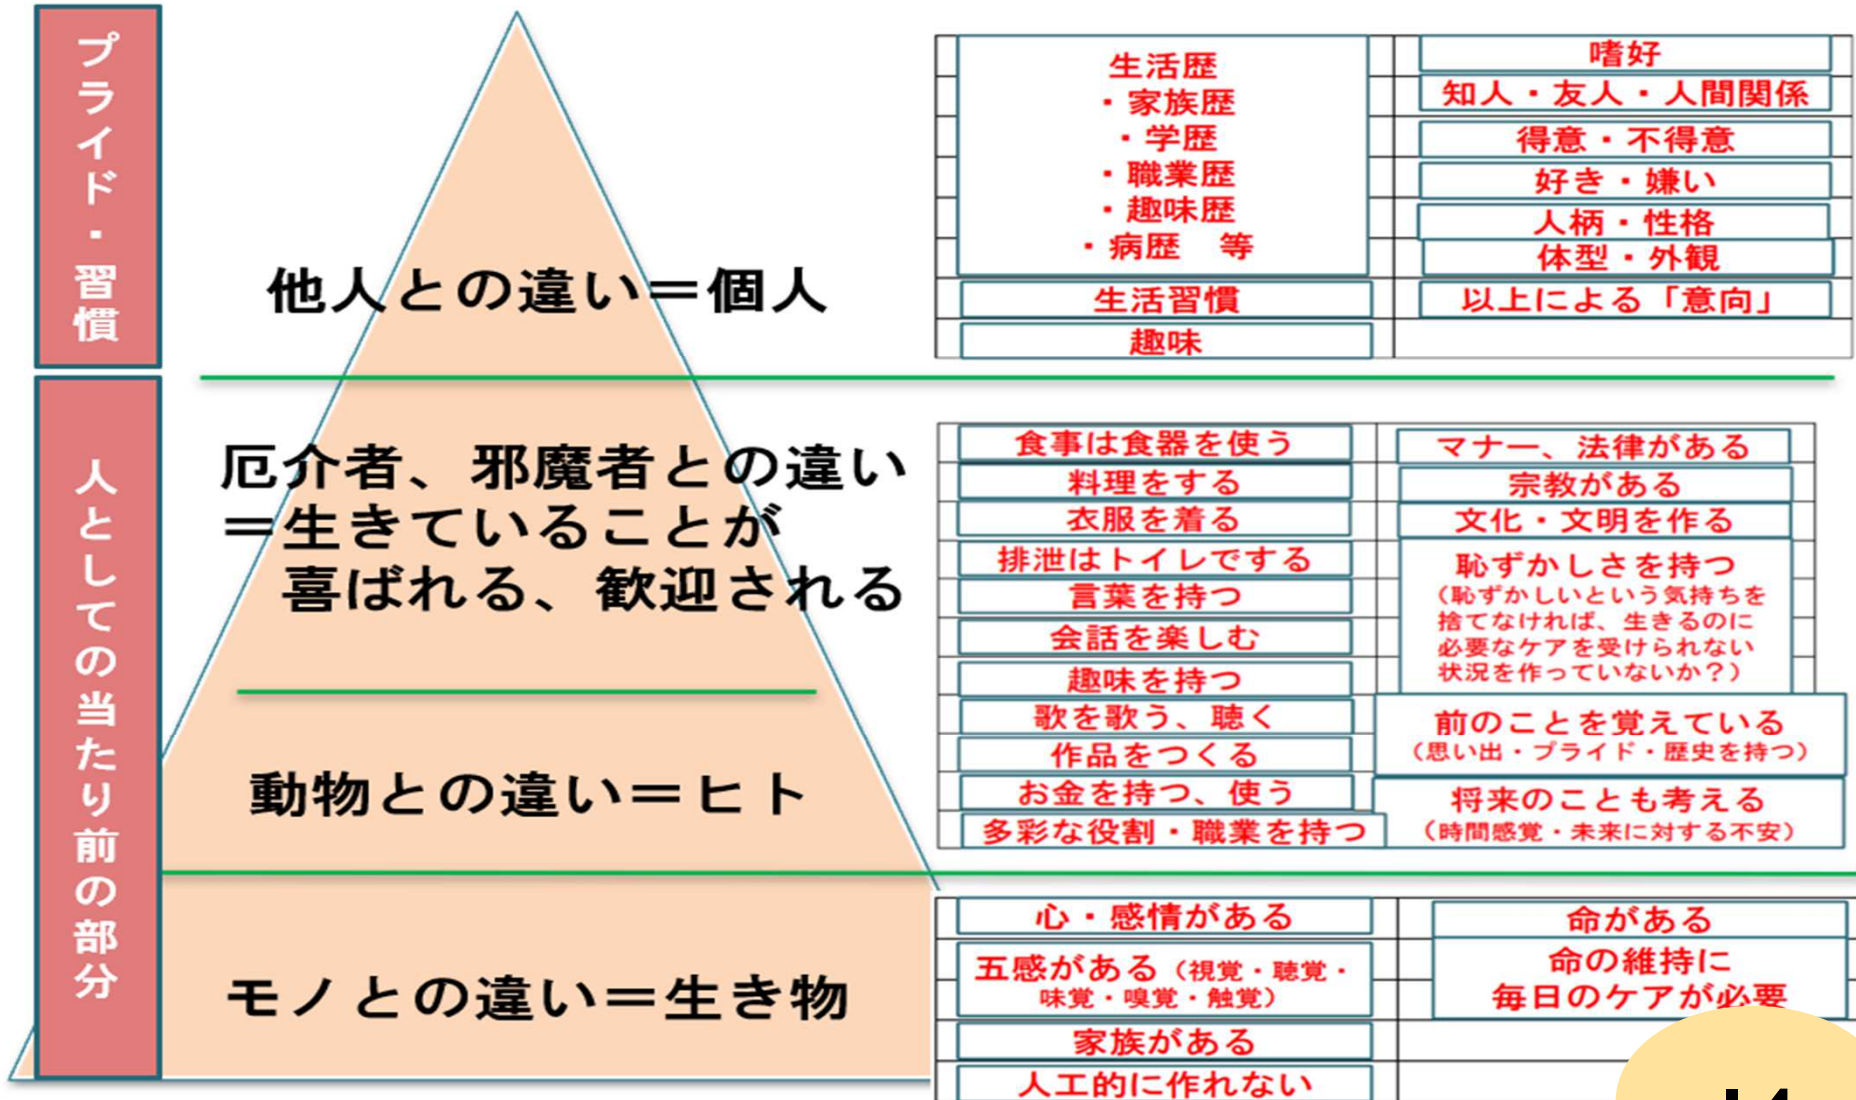 プライド・習慣
他人との違い＝個人
生活歴
・家族歴
・学歴
・職業歴
・趣味歴
・病歴　等
生活習慣
趣味
嗜好
知人・友人・人間関係
得意・不得意
好き・嫌い
人柄・性格
体型・外観
以上による「意向」
人としての当たり前の部分
厄介者、邪魔者との違い
＝生きていることが
喜ばれる、歓迎される
動物との違い＝ヒト
食事は食器を使う
料理をする
衣服を着る
排泄はトイレでする
言葉を持つ
会話を楽しむ
趣味を持つ
歌を歌う、聴く
作品をつくる
お金を持つ、使う
多彩な役割・職業を持つ
マナー、法律がある
宗教がある
文化・文明を作る
恥ずかしさを持つ
（恥ずかしいという気持ちを
捨てなければ、生きるのに
必要なケアを受けられない
状況を作っていないか？）
前のことを覚えている
（思い出・プライド・歴史を持つ）
将来のことも考える
（時間感覚・未来に対する不安）
モノとの違い＝生き物
心・感情がある
五感がある（視覚・聴覚・
味覚・嗅覚・触覚）
家族がある
人工的に作れない
命がある
命の維持に
毎日のケアが必要